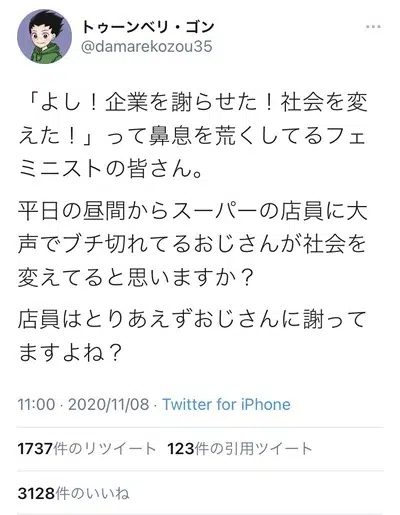 トゥーンベリ・ゴン
@damarekozou35
「よし！企業を謝らせた！社会を変
えた！」って鼻息を荒くしてるフェ
ミニストの皆さん。
平日の昼間からスーパーの店員に大
声でブチ切れてるおじさんが社会を
変えてると思いますか？
店員はとりあえずおじさんに謝って
ますよね？
11:00 · 2020/11/08 · Twitter for iPhone
1737件のリツイート 123件の引用ツイート
3128件のいいね